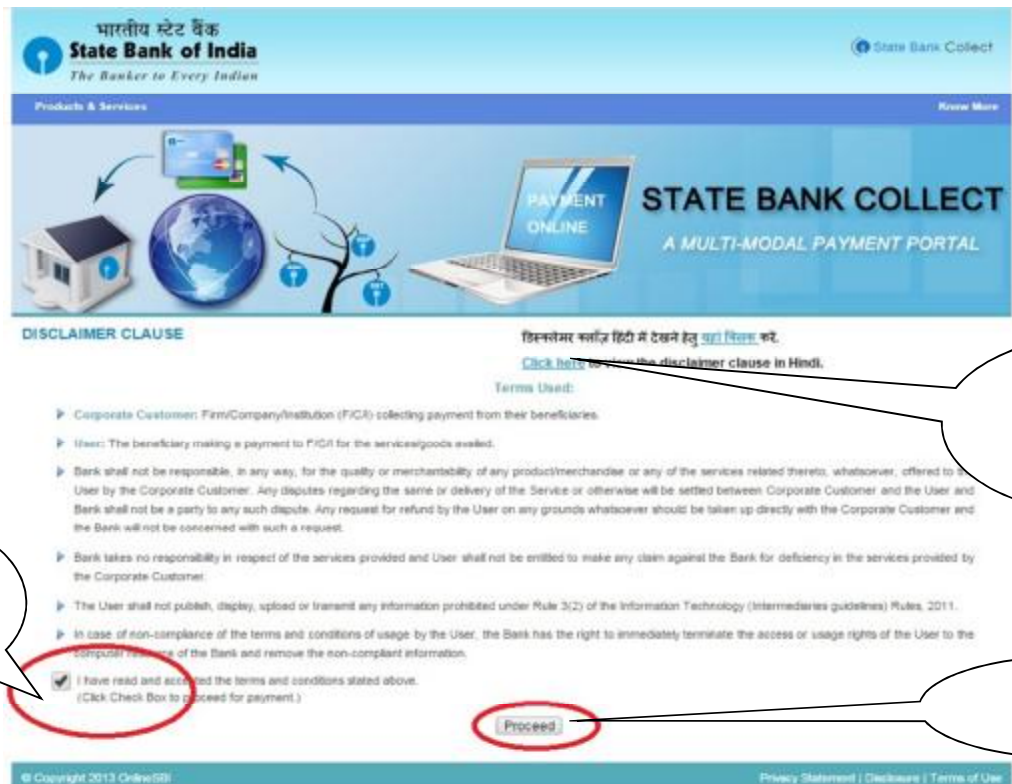 भारतीय स्टेट बैंक
State Bank of India
The Banker to Every Indian
State Bank Collect
Products & Services
Know More
PAYMENT
ONLINE
STATE BANK COLLECT
A MULTI-MODAL PAYMENT PORTAL
DISCLAIMER CLAUSE
डिस्क्लेमर क्लॉज़ हिंदी में देखने हेतु यहां क्लिक करें.
Click here to view the disclaimer clause in Hindi.
Terms Used:
Corporate Customer: Firm/Company/Institution (F/C/I) collecting payment from their beneficiaries.
User: The beneficiary making a payment to F/C/I for the services/goods availed.
Bank shall not be responsible, in any way, for the quality or merchantability of any product/merchandise or any of the services related thereto, whatsoever, offered to
User by the Corporate Customer. Any disputes regarding the same or delivery of the Service or otherwise will be settled between Corporate Customer and the User and
Bank shall not be a party to any such dispute. Any request for refund by the User on any grounds whatsoever should be taken up directly with the Corporate Customer and
the Bank will not be concerned with such a request.
Bank takes no responsibility in respect of the services provided and User shall not be entitled to make any claim against the Bank for deficiency in the services provided by
the Corporate Customer.
The User shall not publish, display, upload or transmit any information prohibited under Rule 3(2) of the Information Technology (Intermediaries guidelines) Rules, 2011.
In case of non-compliance of the terms and conditions of usage by the User, the Bank has the right to immediately terminate the access or usage rights of the User to the
computer resource of the Bank and remove the non-compliant information.
I have read and accepted the terms and conditions stated above.
(Click Check Box to proceed for payment.)
Proceed
© Copyright 2013 OnlineSBI
Privacy Statement | Disclosure | Terms of Use